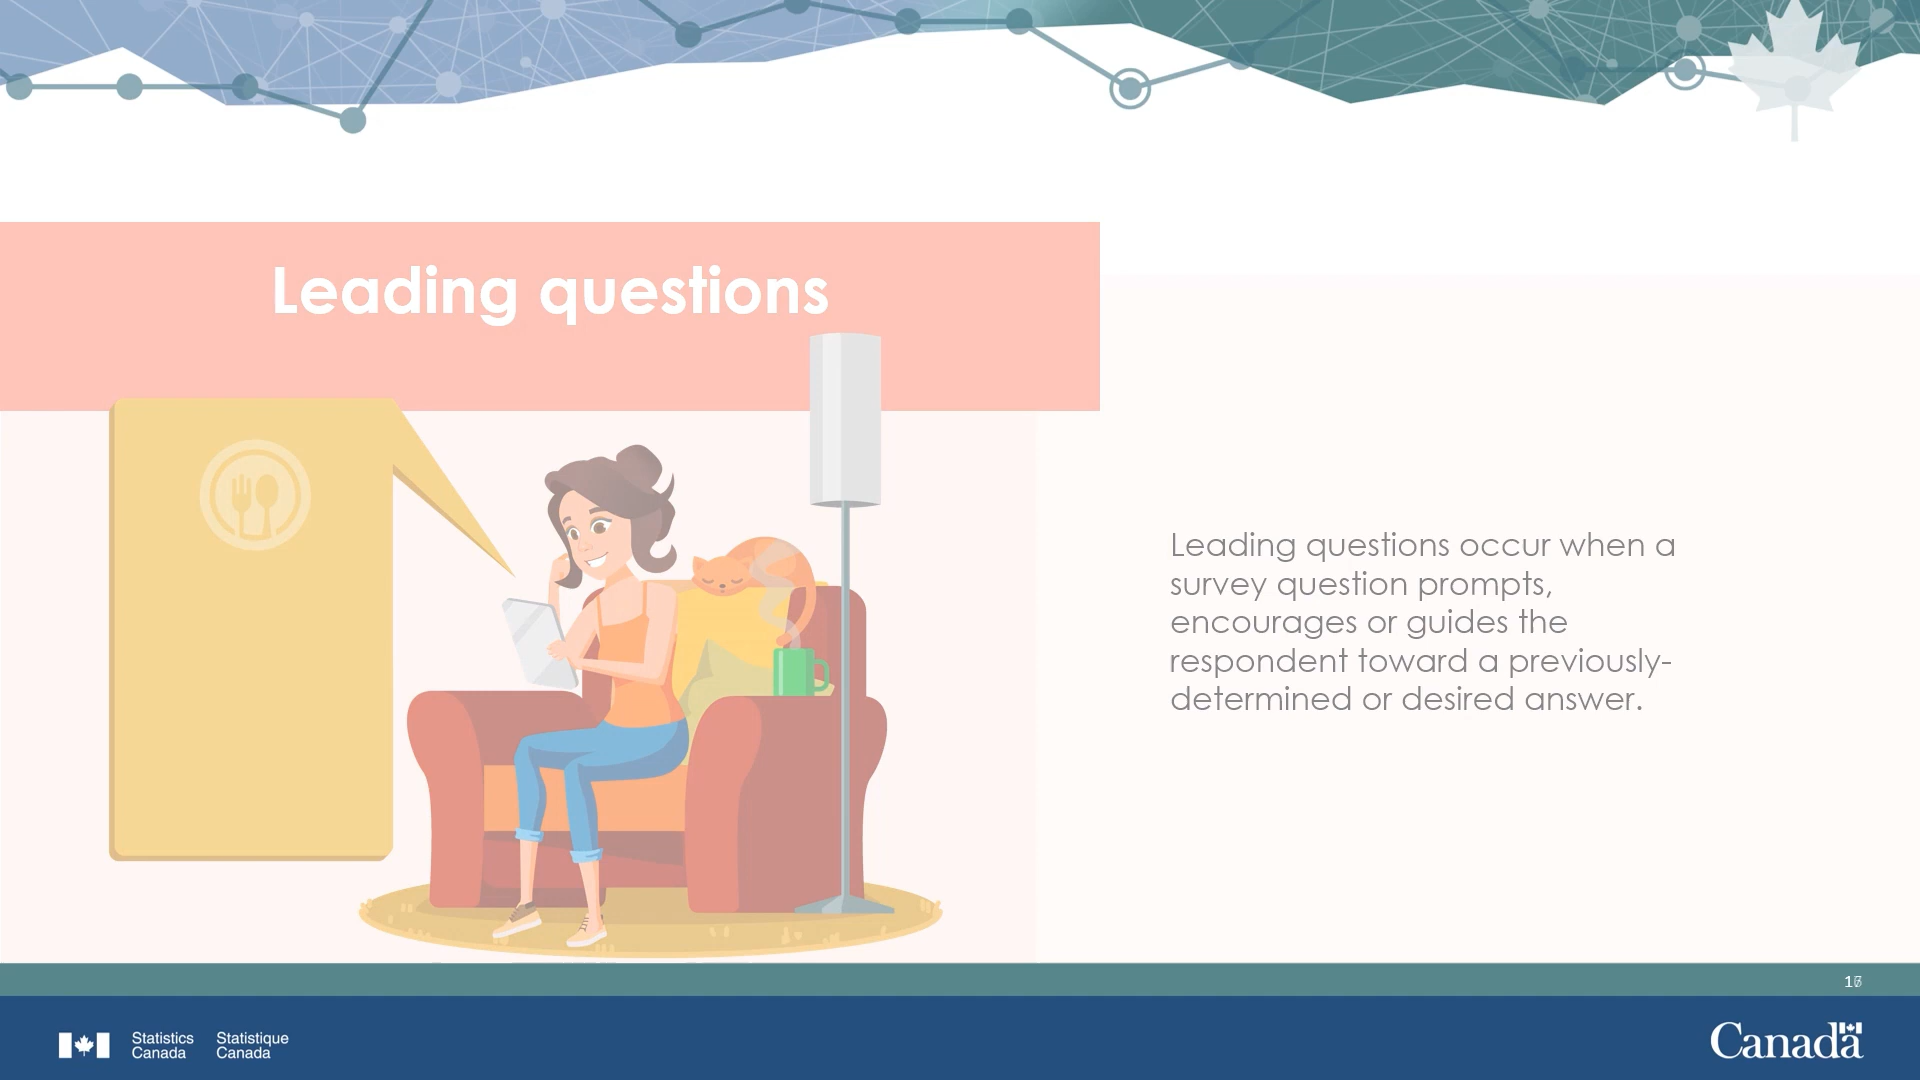 Leading questions
Leading questions occur when a
survey question prompts,
encourages or guides the
respondent toward a previously-
determined or desired answer.
Statistics
Canada
Statistique
Canada
Canada